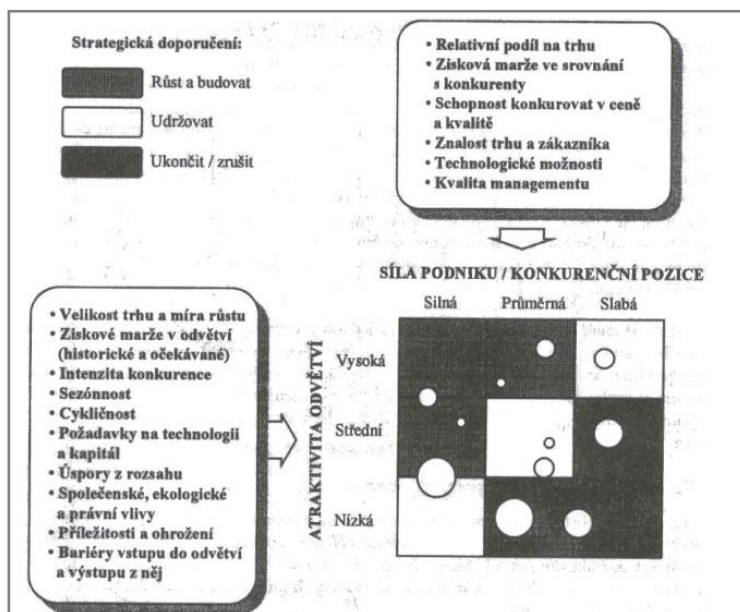 Strategická doporučení:
Růst a budovat
Udržovat
Ukončit / zrušit
• Relativní podíl na trhu
• Zisková marže ve srovnání
s konkurenty
• Schopnost konkurovat v ceně
a kvalitě
• Znalost trhu a zákazníka
• Technologické možnosti
• Kvalita managementu
SÍLA PODNIKU / KONKURENČNÍ POZICE
Silná Průměrná Slabá
• Velikost trhu a míra růstu
• Ziskové marže v odvětví
(historické a očekávané)
• Intenzita konkurence
• Sezónnost
• Cykličnost
• Požadavky na technologii
a kapitál
• Úspory z rozsahu
• Společenské, ekologické
a právní vlivy
• Příležitosti a ohrožení
• Bariéry vstupu do odvětví
a výstupu z něj
ATRAKTIVITA ODVĚTVÍ
Vysoká
Střední
Nízká